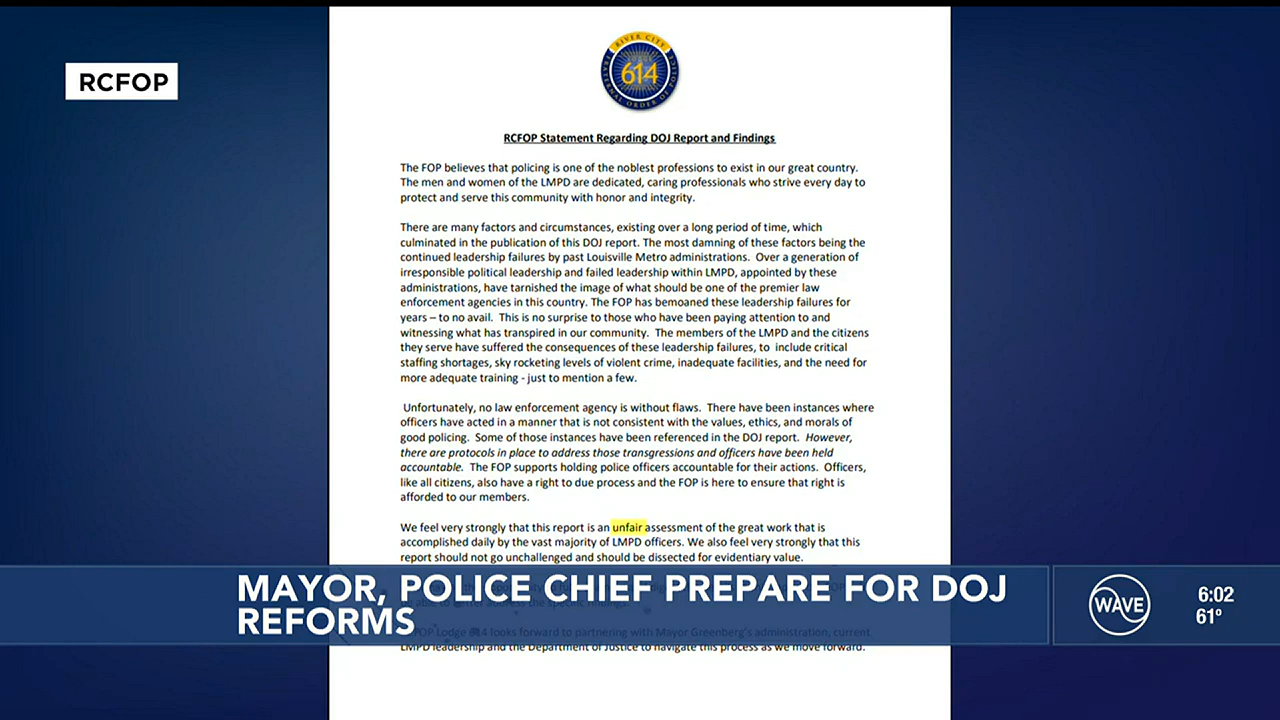 RCFOP
RIVER CITY
614
FRATERNAL ORDER OF POLICE
RCFOP Statement Regarding DOJ Report and Findings
The FOP believes that policing is one of the noblest professions to exist in our great country.
The men and women of the LMPD are dedicated, caring professionals who strive every day to
protect and serve this community with honor and integrity.
There are many factors and circumstances, existing over a long period of time, which
culminated in the publication of this DOJ report. The most damning of these factors being the
continued leadership failures by past Louisville Metro administrations.  Over a generation of
irresponsible political leadership and failed leadership within LMPD, appointed by these
administrations, have tarnished the image of what should be one of the premier law
enforcement agencies in this country. The FOP has bemoaned these leadership failures for
years – to no avail.  This is no surprise to those who have been paying attention to and
witnessing what has transpired in our community.  The members of the LMPD and the citizens
they serve have suffered the consequences of these leadership failures, to  include critical
staffing shortages, sky rocketing levels of violent crime, inadequate facilities, and the need for
more adequate training - just to mention a few.
Unfortunately, no law enforcement agency is without flaws.  There have been instances where
officers have acted in a manner that is not consistent with the values, ethics, and morals of
good policing.  Some of those instances have been referenced in the DOJ report.  However,
there are protocols in place to address those transgressions and officers have been held
accountable.  The FOP supports holding police officers accountable for their actions.  Officers,
like all citizens, also have a right to due process and the FOP is here to ensure that right is
afforded to our members.
We feel very strongly that this report is an unfair assessment of the great work that is
accomplished daily by the vast majority of LMPD officers. We also feel very strongly that this
report should not go unchallenged and should be dissected for evidentiary value.
address the specific findings.
Lodge 614 looks forward to partnering with Mayor Greenberg's administration, current
LMPD leadership and the Department of Justice to navigate this process as we move forward.
MAYOR, POLICE CHIEF PREPARE FOR DOJ
REFORMS
WAVE
6:02
61°